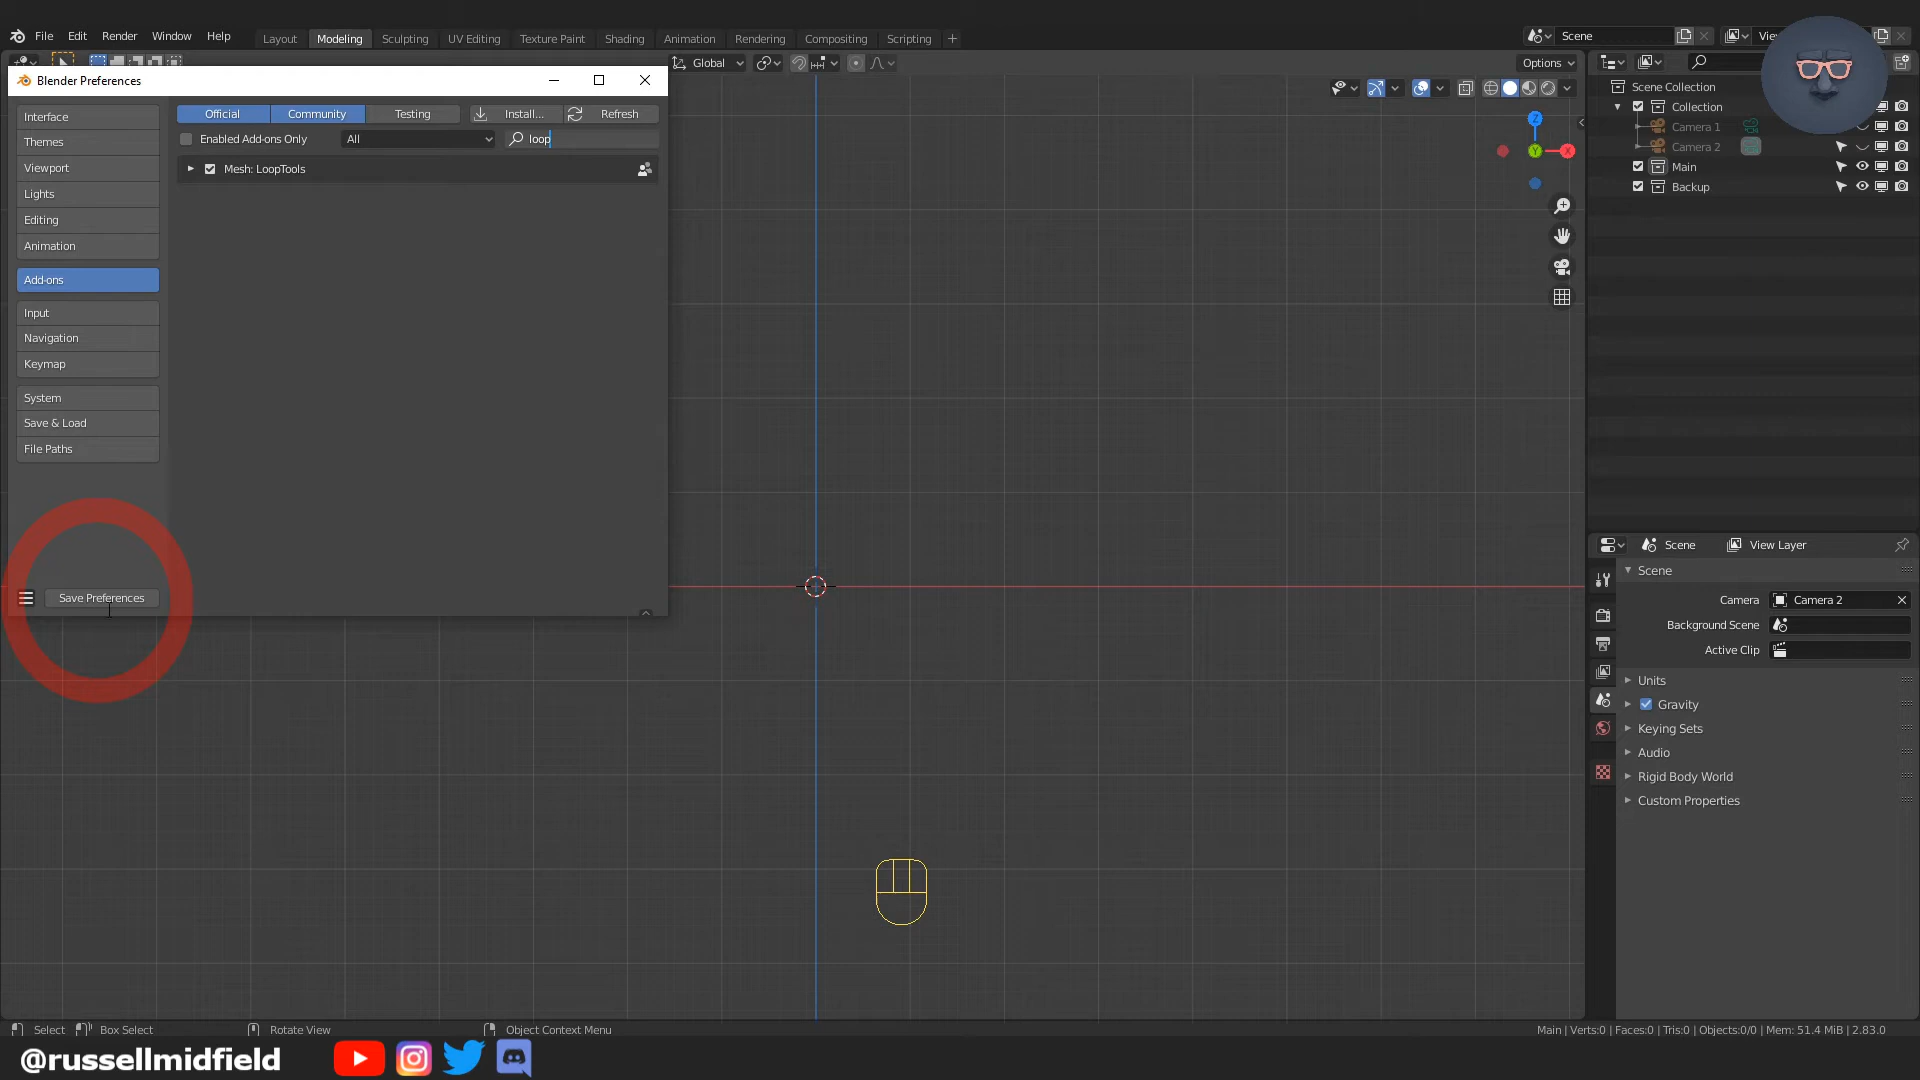 File Edit Render Window Help
Layout Modeling Sculpting UV Editing Texture Paint Shading Animation Rendering Compositing Scripting +
Scene
Global
Options
Blender Preferences
Interface
Themes
Viewport
Lights
Editing
Animation
Add-ons
Input
Navigation
Keymap
System
Save & Load
File Paths
Save Preferences
Official Community Testing Install... Refresh
Enabled Add-ons Only All loop
Mesh: LoopTools
Z
Y
X
Scene Collection
Collection
Camera 1
Camera 2
Main
Backup
Scene View Layer
Scene
Camera Camera 2
Background Scene
Active Clip
Units
Gravity
Keying Sets
Audio
Rigid Body World
Custom Properties
Select Box Select Rotate View Object Context Menu
Main | Verts:0 | Faces:0 | Tris:0 | Objects:0/0 | Mem: 51.4 MiB | 2.83.0
@russellmidfield